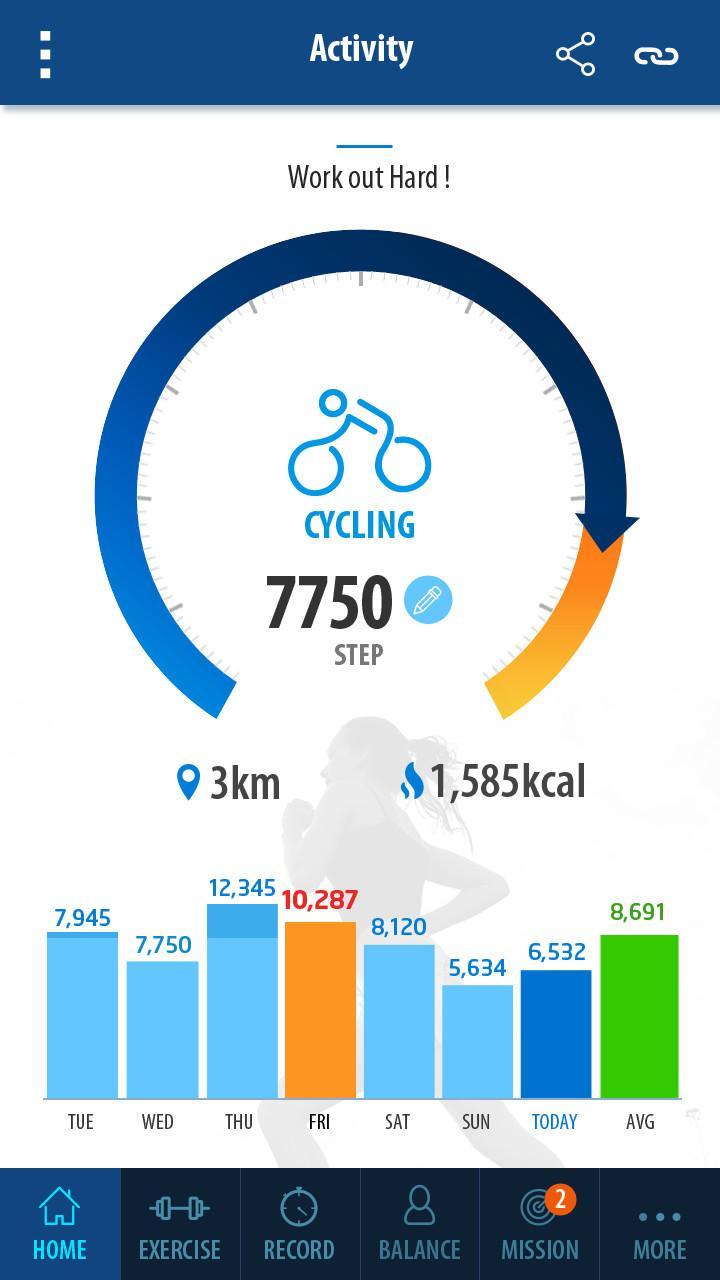 Activity
Work out Hard !
CYCLING
7750
STEP
3km
1,585kcal
12,345
10,287
7,945
8,120
8,691
7,750
6,532
5,634
TUE WED THU FRI SAT SUN TODAY AVG
2
HOME EXERCISE RECORD BALANCE MISSION MORE